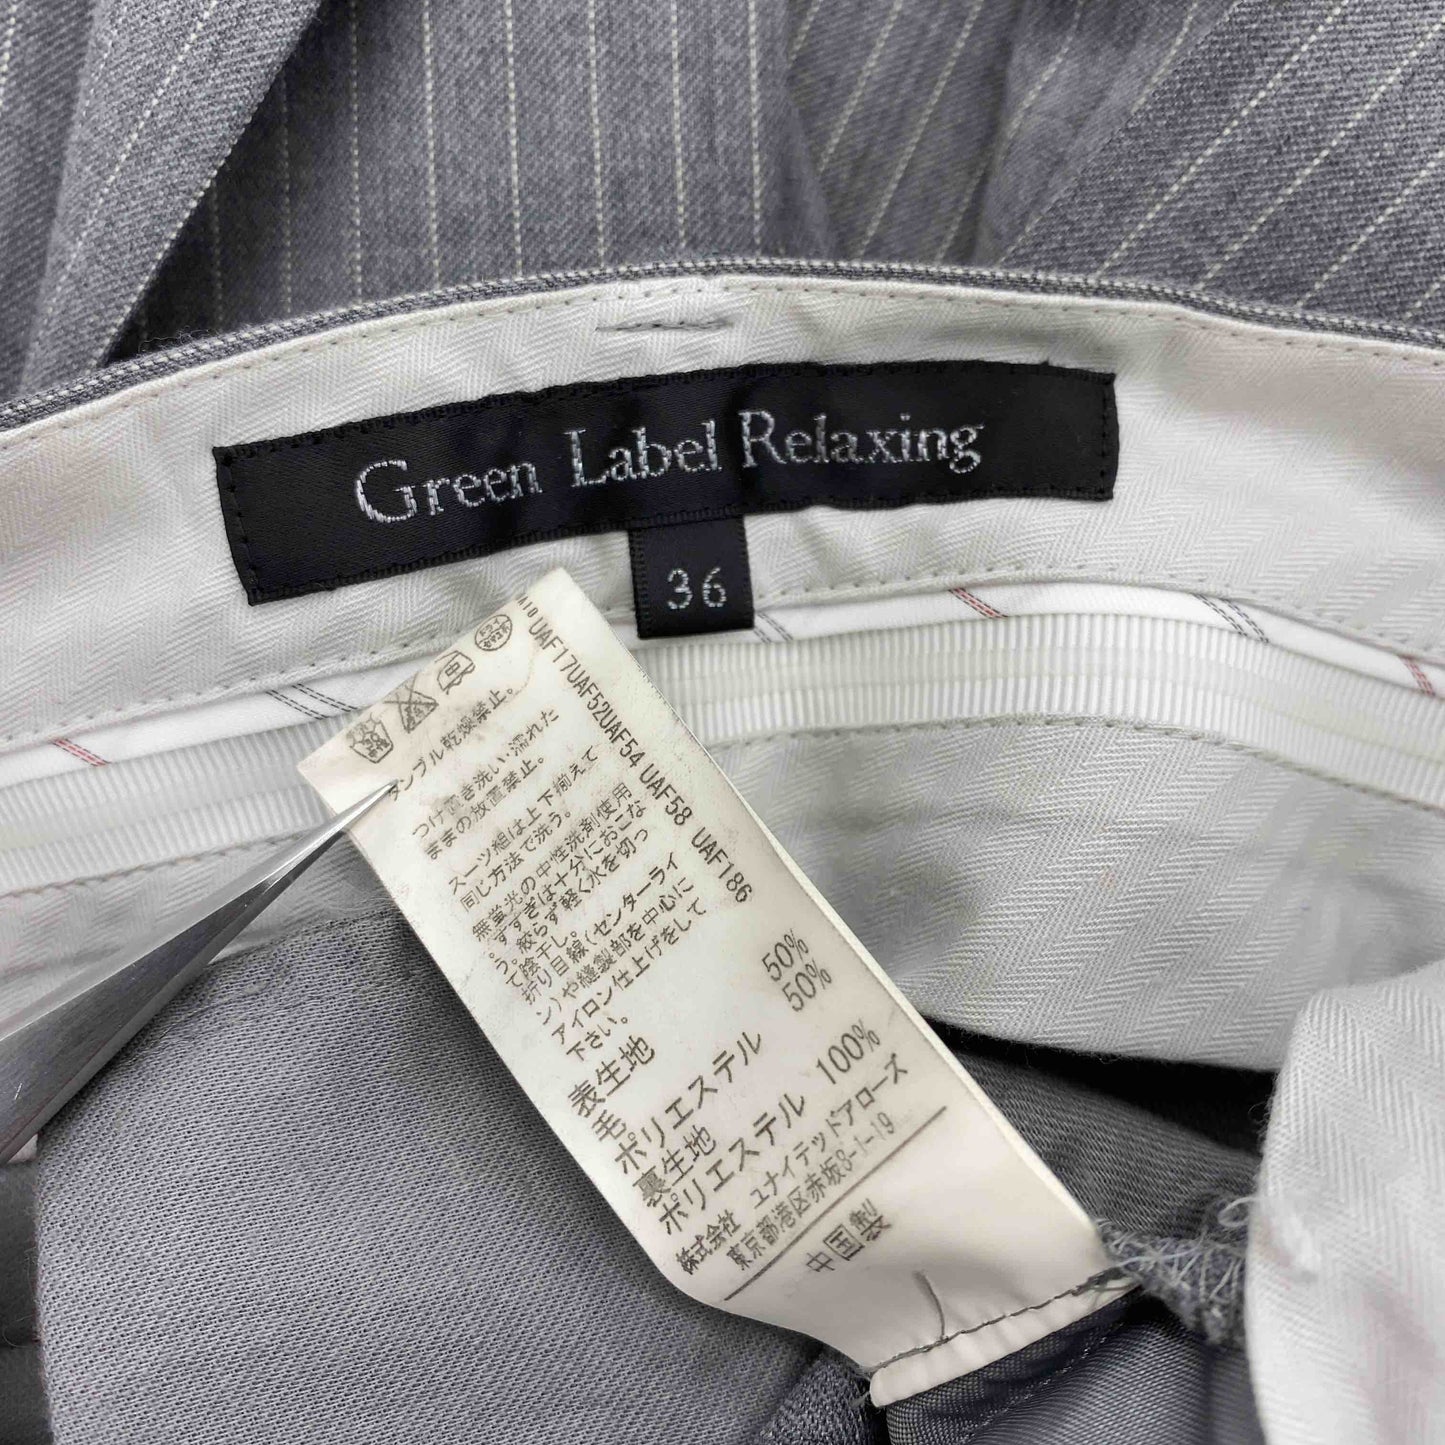 Green Label Relaxing
36
UAF17UAF52UAF54 UAF58 UAF186
タンブル乾燥禁止。
つけ置き洗い・濡れた
ままの放置禁止。
スーツ組は上下揃えて
同じ方法で洗う。
無蛍光の中性洗剤使用
すすぎは十分におこな
絞らず軽く水を切っ
て陰干し。
折り目線(センターライ
ン)や縫製部を中心に
アイロン仕上げをして
下さい。
表生地
毛 50%
ポリエステル 50%
裏生地
ポリエステル 100%
株式会社 ユナイテッドアローズ
東京都港区赤坂8-1-19
中国製